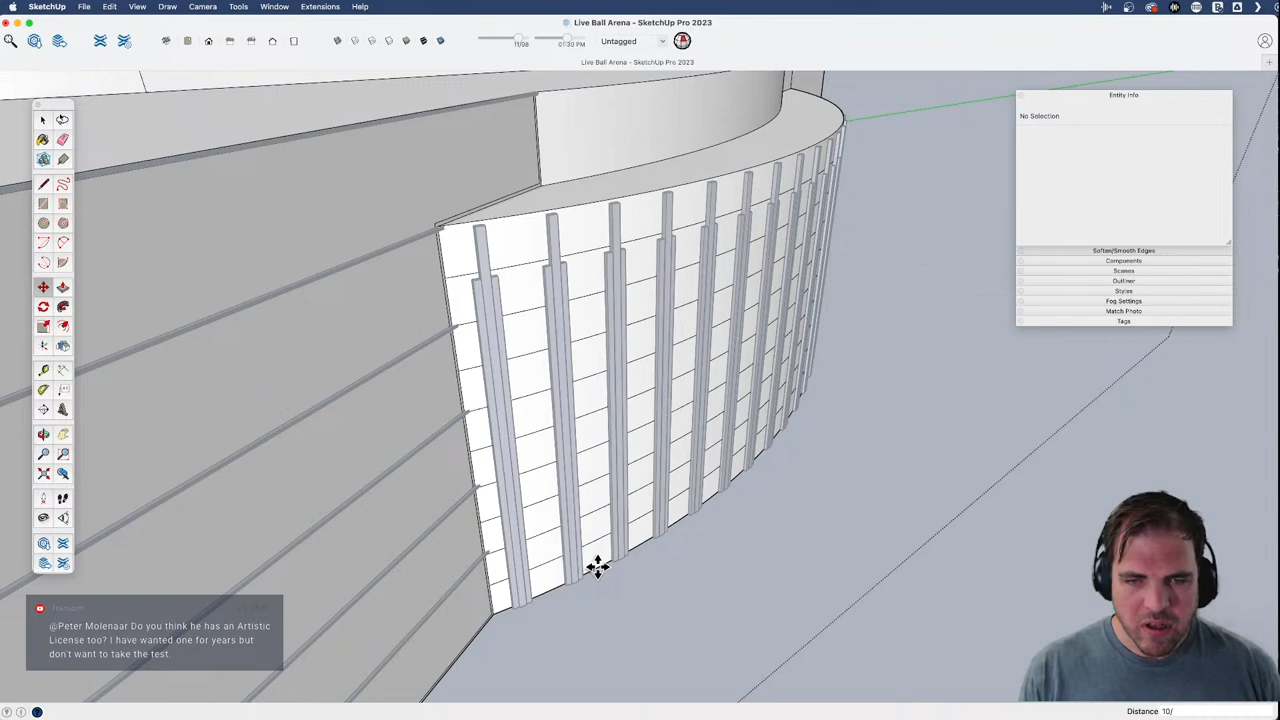 SketchUp File Edit View Draw Camera Tools Window Extensions Help
Live Ball Arena - SketchUp Pro 2023
11/08 01:30 PM Untagged
Live Ball Arena - SketchUp Pro 2023
Entity Info
No Selection
Soften/Smooth Edges
Components
Scenes
Outliner
Styles
Fog Settings
Match Photo
Tags
Transom
@Peter Molenaar Do you think he has an Artistic
License too? I have wanted one for years but
don't want to take the test.
Distance 10/